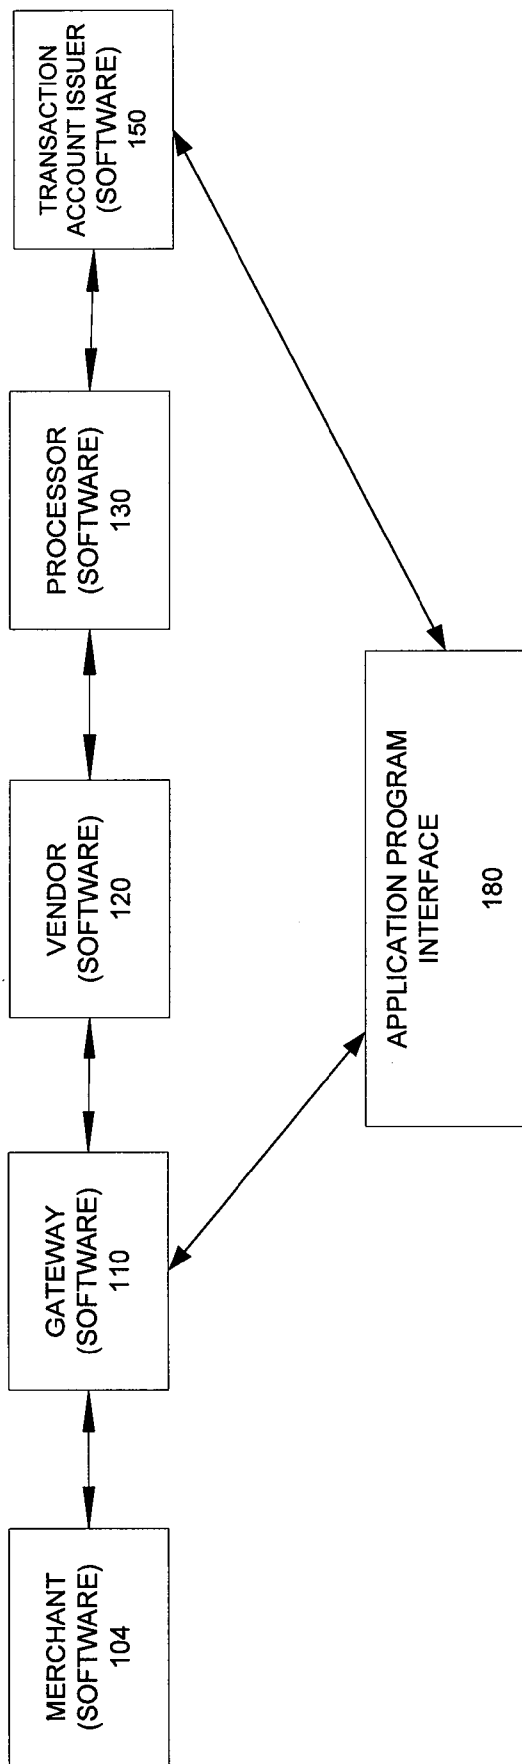 MERCHANT
(SOFTWARE)
104
GATEWAY
(SOFTWARE)
110
VENDOR
(SOFTWARE)
120
PROCESSOR
(SOFTWARE)
130
TRANSACTION
ACCOUNT ISSUER
(SOFTWARE)
150
APPLICATION PROGRAM
INTERFACE
180